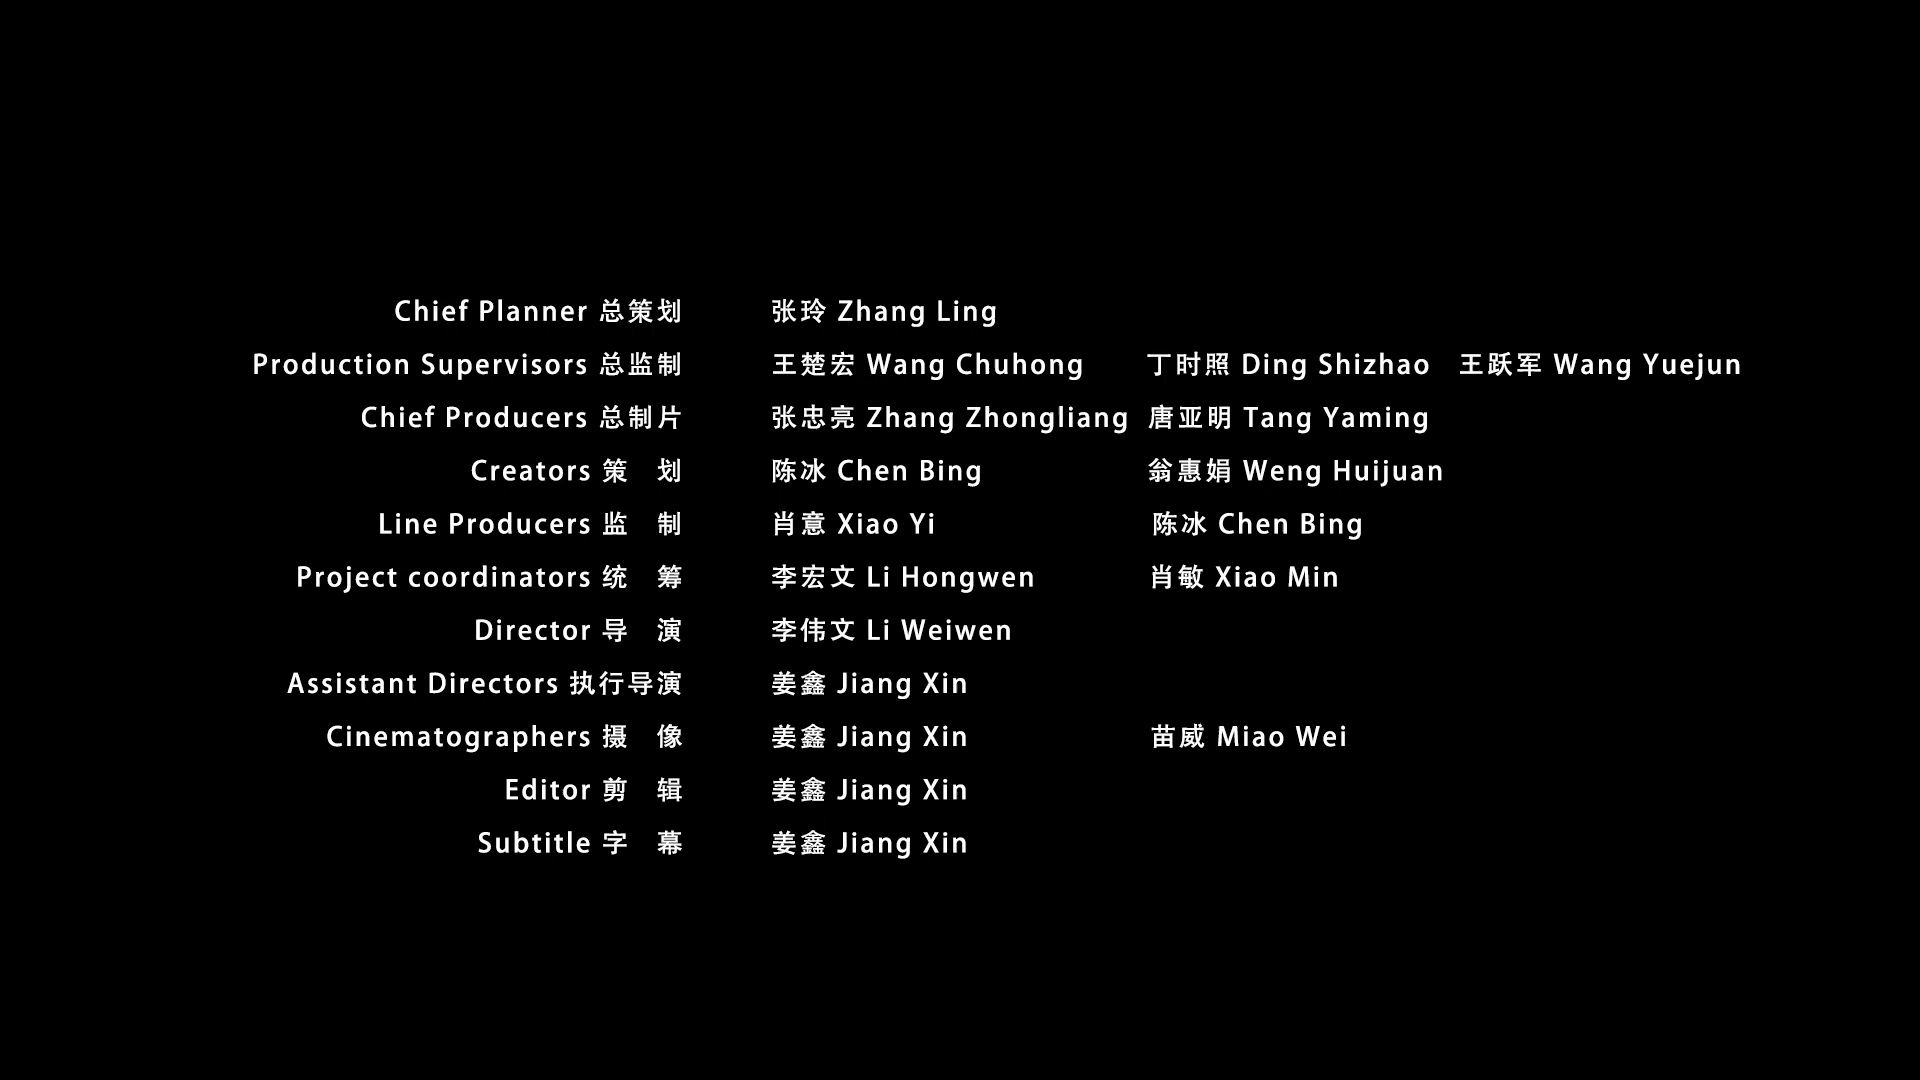 Chief Planner 总策划 张玲 Zhang Ling
Production Supervisors 总监制 王楚宏 Wang Chuhong 丁时照 Ding Shizhao 王跃军 Wang Yuejun
Chief Producers 总制片 张忠亮 Zhang Zhongliang 唐亚明 Tang Yaming
Creators 策 划 陈冰 Chen Bing 翁惠娟 Weng Huijuan
Line Producers 监 制 肖意 Xiao Yi 陈冰 Chen Bing
Project coordinators 统 筹 李宏文 Li Hongwen 肖敏 Xiao Min
Director 导 演 李伟文 Li Weiwen
Assistant Directors 执行导演 姜鑫 Jiang Xin
Cinematographers 摄 像 姜鑫 Jiang Xin 苗威 Miao Wei
Editor 剪 辑 姜鑫 Jiang Xin
Subtitle 字 幕 姜鑫 Jiang Xin